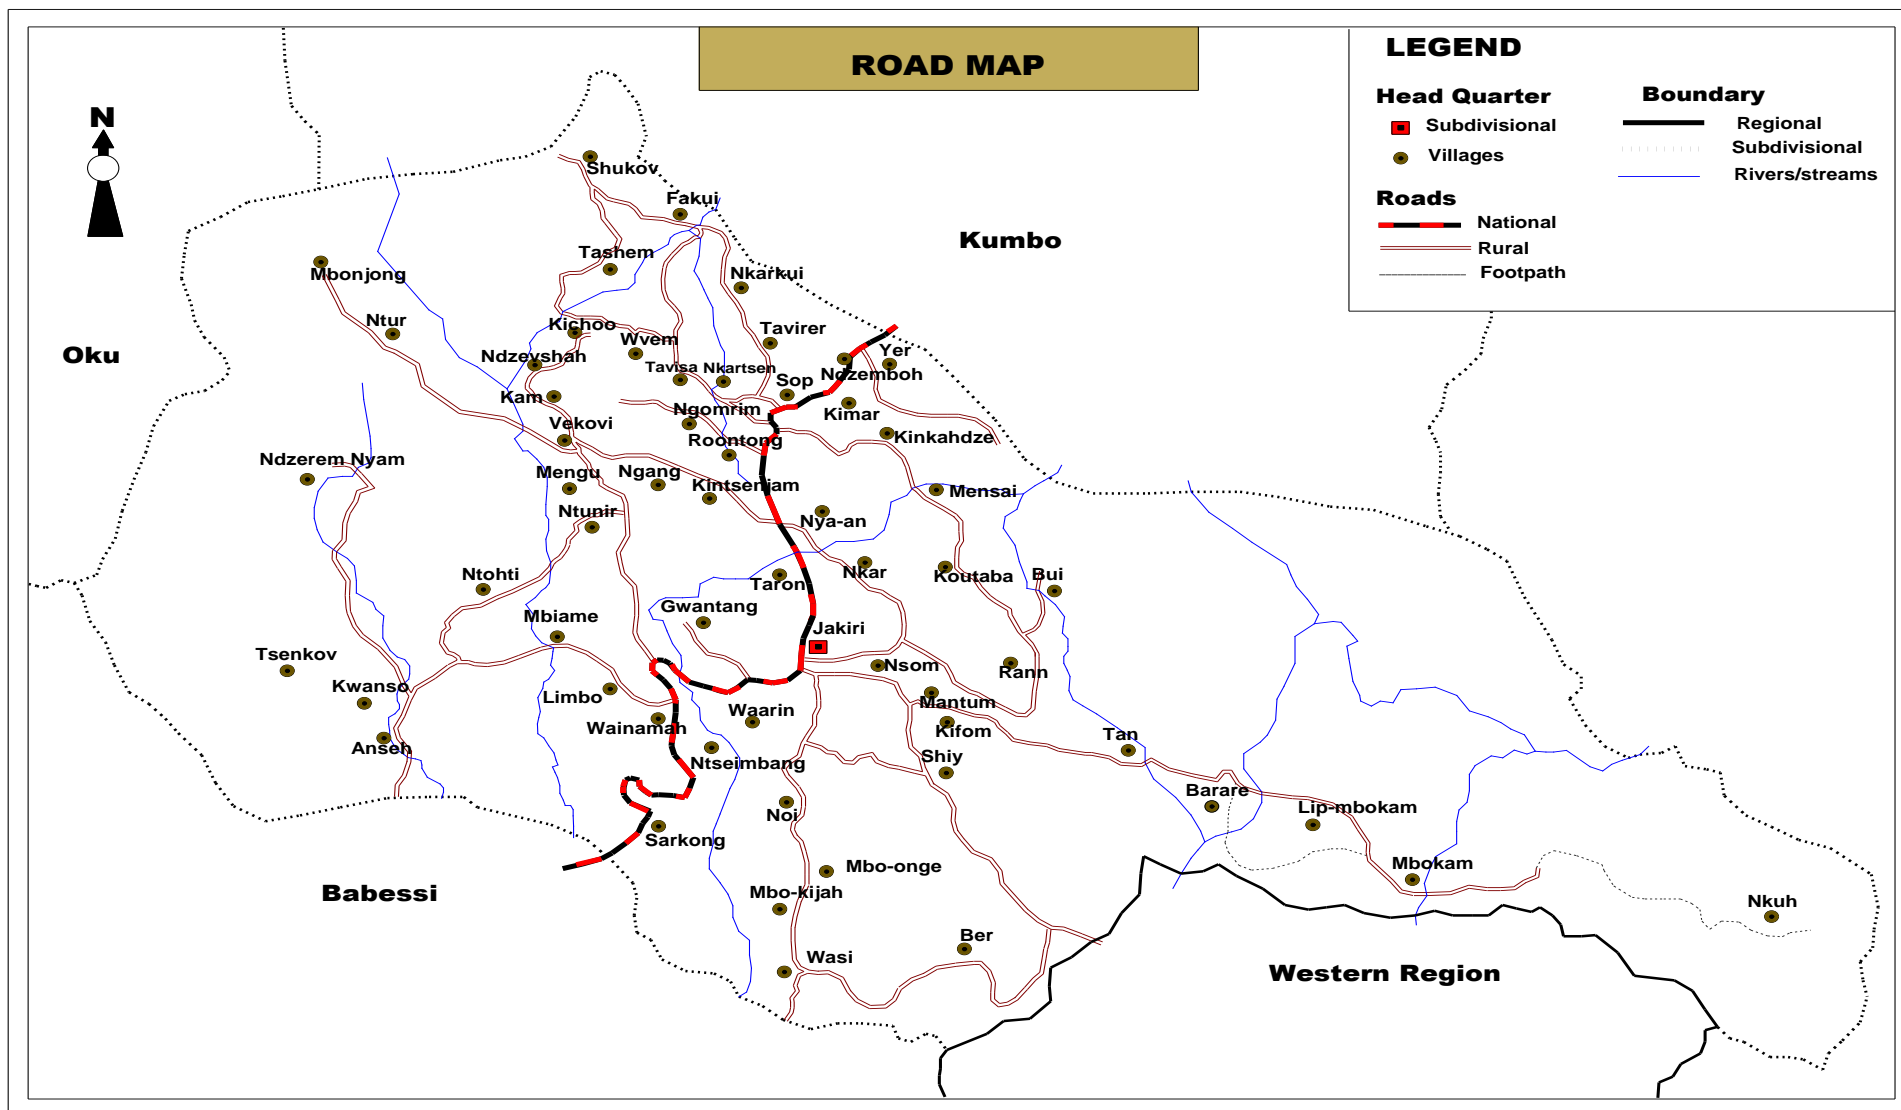 ROAD MAP
LEGEND
Head Quarter
Subdivisional
Villages
Boundary
Regional
Subdivisional
Rivers/streams
Roads
National
Rural
Footpath
N
Shukov
Fakui
Kumbo
Tashem
Mbonjong
Nkarkui
Ntur
Kichoo
Wvem
Tavirer
Oku
Ndzevshah
Yer
Tavisa
Nkartsen
Ndzemboh
Sop
Kam
Ngomrim
Kimar
Vekovi
Roontong
Kinkahdze
Ndzerem Nyam
Mengu
Ngang
Kintsenjam
Mensai
Ntunir
Nya-an
Ntohti
Taron
Nkar
Koutaba
Bui
Gwantang
Mbiame
Jakiri
Tsenkov
Nsom
Rann
Kwanso
Limbo
Mantum
Waarin
Wainamah
Kifom
Tan
Anseh
Ntseimbang
Shiy
Barare
Lip-mbokam
Noi
Sarkong
Mbo-onge
Mbokam
Babessi
Mbo-kijah
Nkuh
Ber
Wasi
Western Region